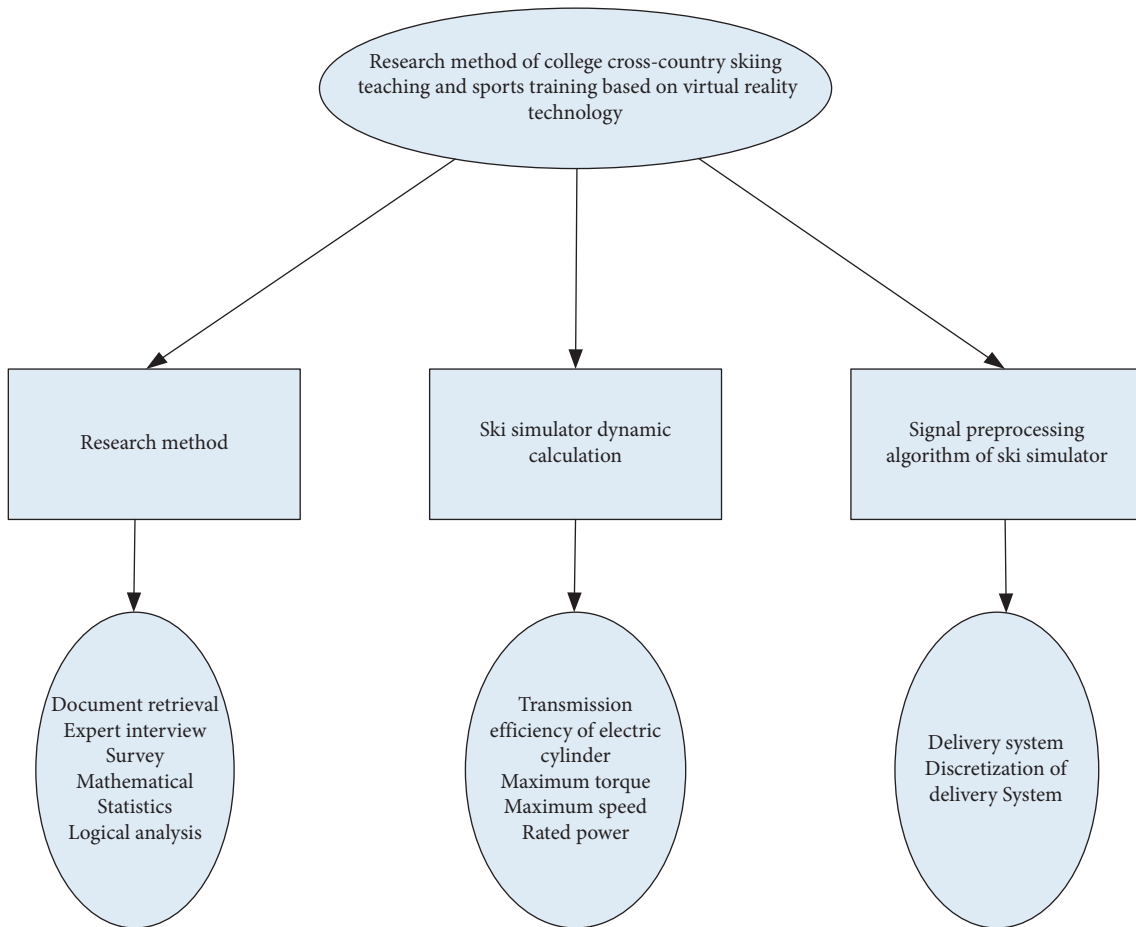 Research method of college cross-country skiing
teaching and sports training based on virtual reality
technology
Research method
Ski simulator dynamic
calculation
Signal preprocessing
algorithm of ski simulator
Document retrieval
Expert interview
Survey
Mathematical
Statistics
Logical analysis
Transmission
efficiency of electric
cylinder
Maximum torque
Maximum speed
Rated power
Delivery system
Discretization of
delivery System